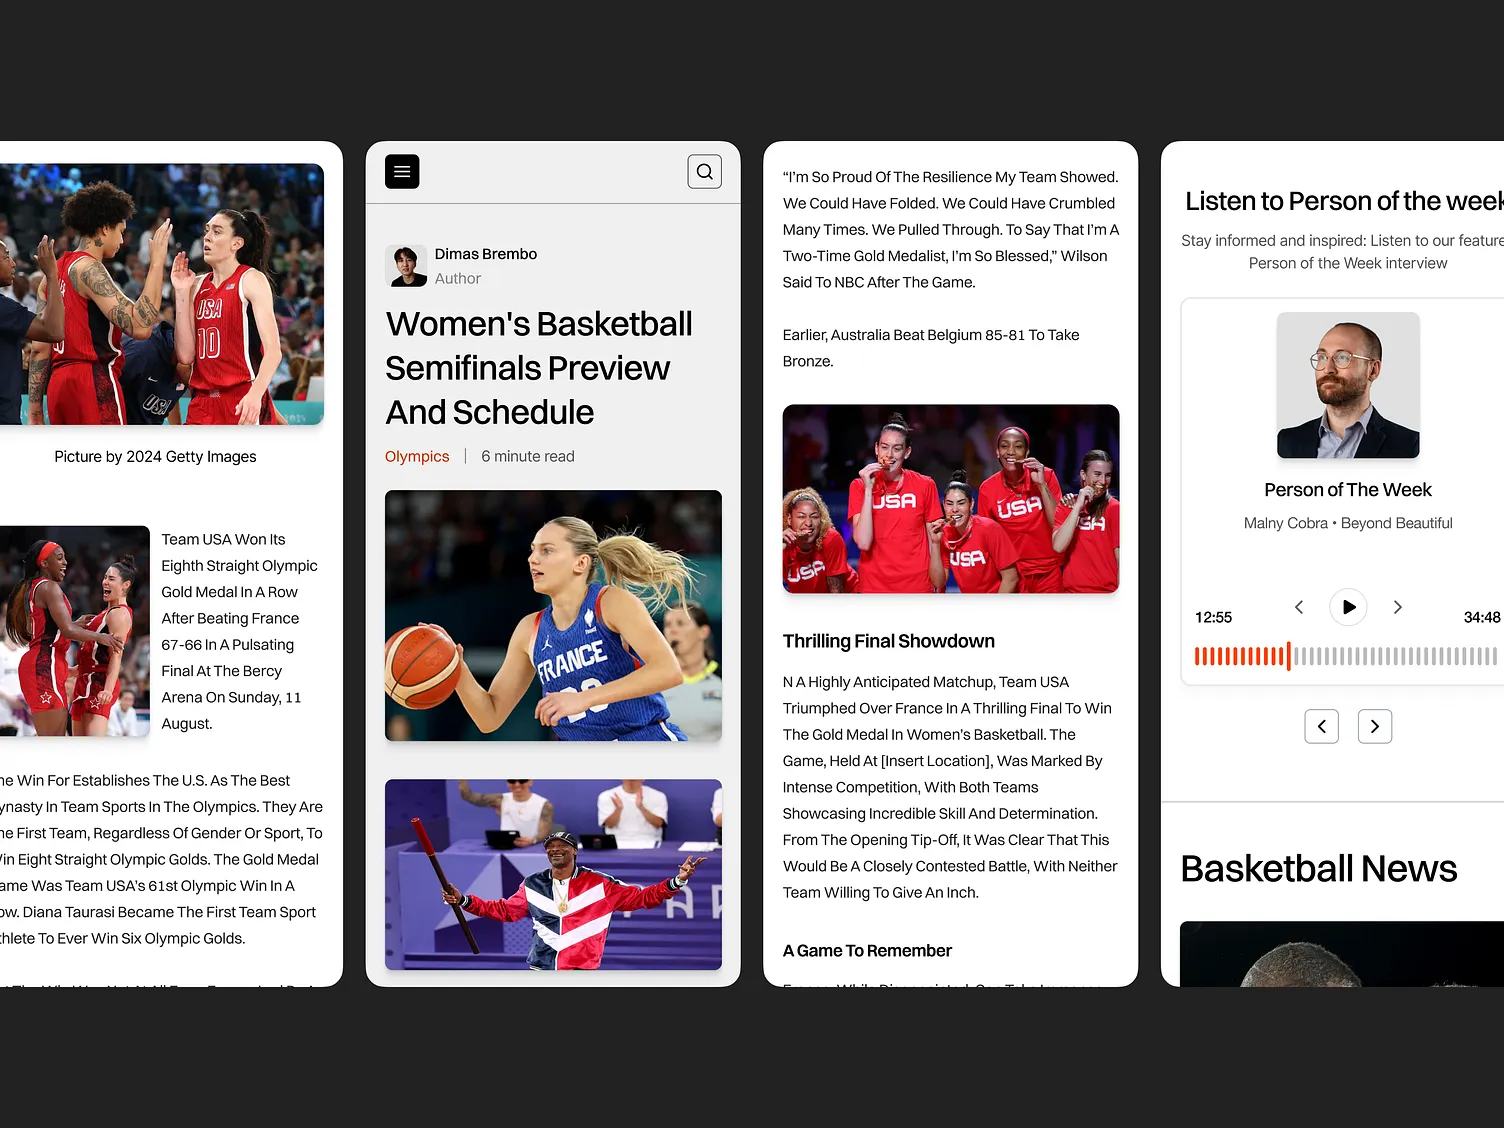 USA
10
USA
Picture by 2024 Getty Images
Team USA Won Its
Eighth Straight Olympic
Gold Medal In A Row
After Beating France
67-66 In A Pulsating
Final At The Bercy
Arena On Sunday, 11
August.
Win For Establishes The U.S. As The Best
In Team Sports In The Olympics. They Are
First Team, Regardless Of Gender Or Sport, To
Eight Straight Olympic Golds. The Gold Medal
Was Team USA's 61st Olympic Win In A
Diana Taurasi Became The First Team Sport
To Ever Win Six Olympic Golds.
Dimas Brembo
Author
Women's Basketball
Semifinals Preview
And Schedule
Olympics | 6 minute read
FRANCE
“I’m So Proud Of The Resilience My Team Showed.
We Could Have Folded. We Could Have Crumbled
Many Times. We Pulled Through. To Say That I’m A
Two-Time Gold Medalist, I’m So Blessed,” Wilson
Said To NBC After The Game.
Earlier, Australia Beat Belgium 85-81 To Take
Bronze.
USA
USA
USA
USA
SA
Thrilling Final Showdown
N A Highly Anticipated Matchup, Team USA
Triumphed Over France In A Thrilling Final To Win
The Gold Medal In Women's Basketball. The
Game, Held At [Insert Location], Was Marked By
Intense Competition, With Both Teams
Showcasing Incredible Skill And Determination.
From The Opening Tip-Off, It Was Clear That This
Would Be A Closely Contested Battle, With Neither
Team Willing To Give An Inch.
A Game To Remember
Listen to Person of the week
Stay informed and inspired: Listen to our feature
Person of the Week interview
Person of The Week
Malny Cobra • Beyond Beautiful
12:55
34:48
Basketball News